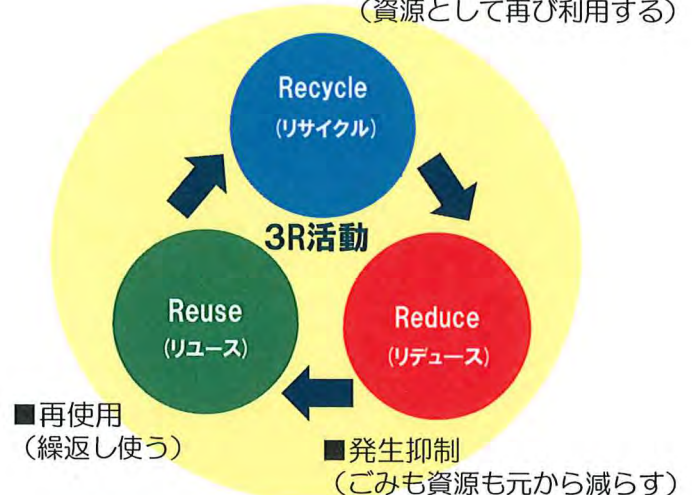 （資源として再び利用する）
Recycle
（リサイクル）
3R活動
Reuse
（リユース）
Reduce
（リデュース）
■再使用
（繰返し使う）
■発生抑制
（ごみも資源も元から減らす）